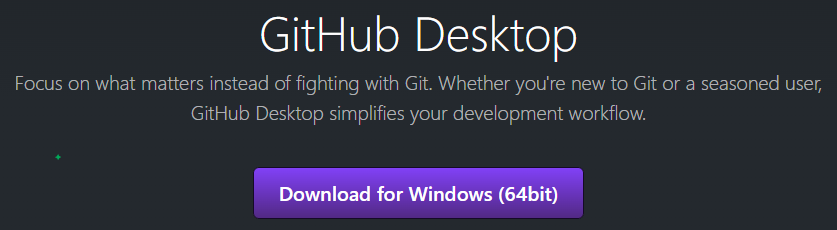 GitHub Desktop
Focus on what matters instead of fighting with Git. Whether you're new to Git or a seasoned user,
GitHub Desktop simplifies your development workflow.
Download for Windows (64bit)